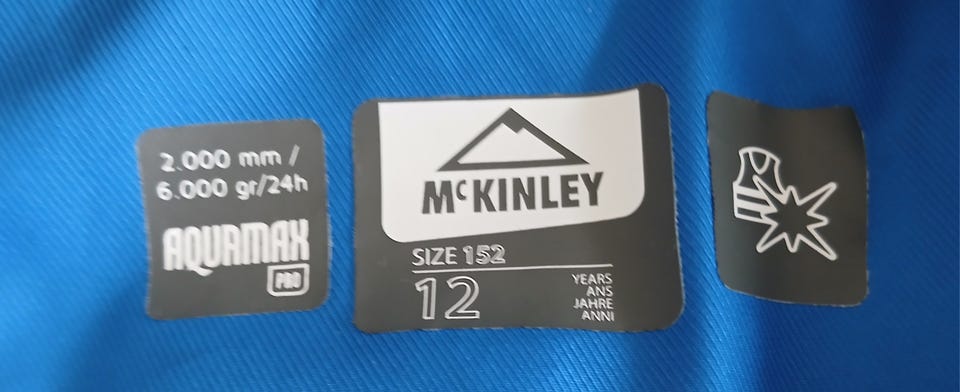 2.000 mm /
6.000 gr/24h
AQUAMAX
PRO
McKINLEY
SIZE 152
12
YEARS
ANS
JAHRE
ANNI